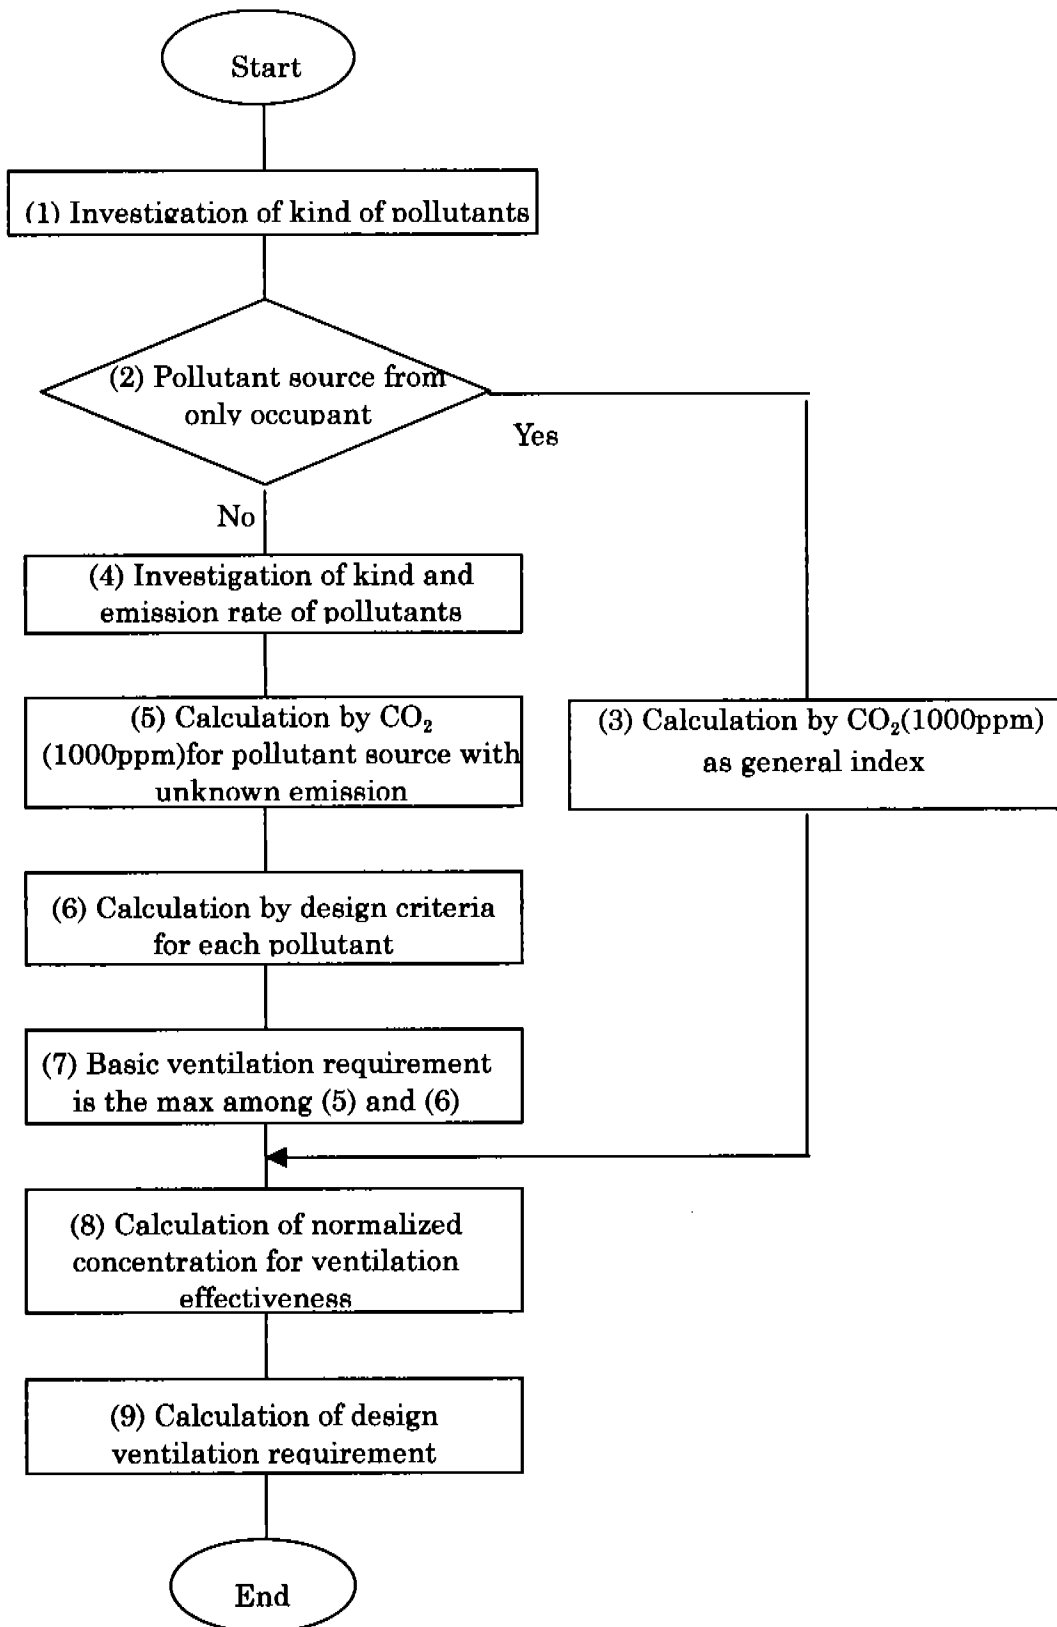 Start
(1) Investigation of kind of pollutants
(2) Pollutant source from
only occupant
Yes
No
(4) Investigation of kind and
emission rate of pollutants
(5) Calculation by CO₂
(1000ppm)for pollutant source with
unknown emission
(3) Calculation by CO₂(1000ppm)
as general index
(6) Calculation by design criteria
for each pollutant
(7) Basic ventilation requirement
is the max among (5) and (6)
(8) Calculation of normalized
concentration for ventilation
effectiveness
(9) Calculation of design
ventilation requirement
End